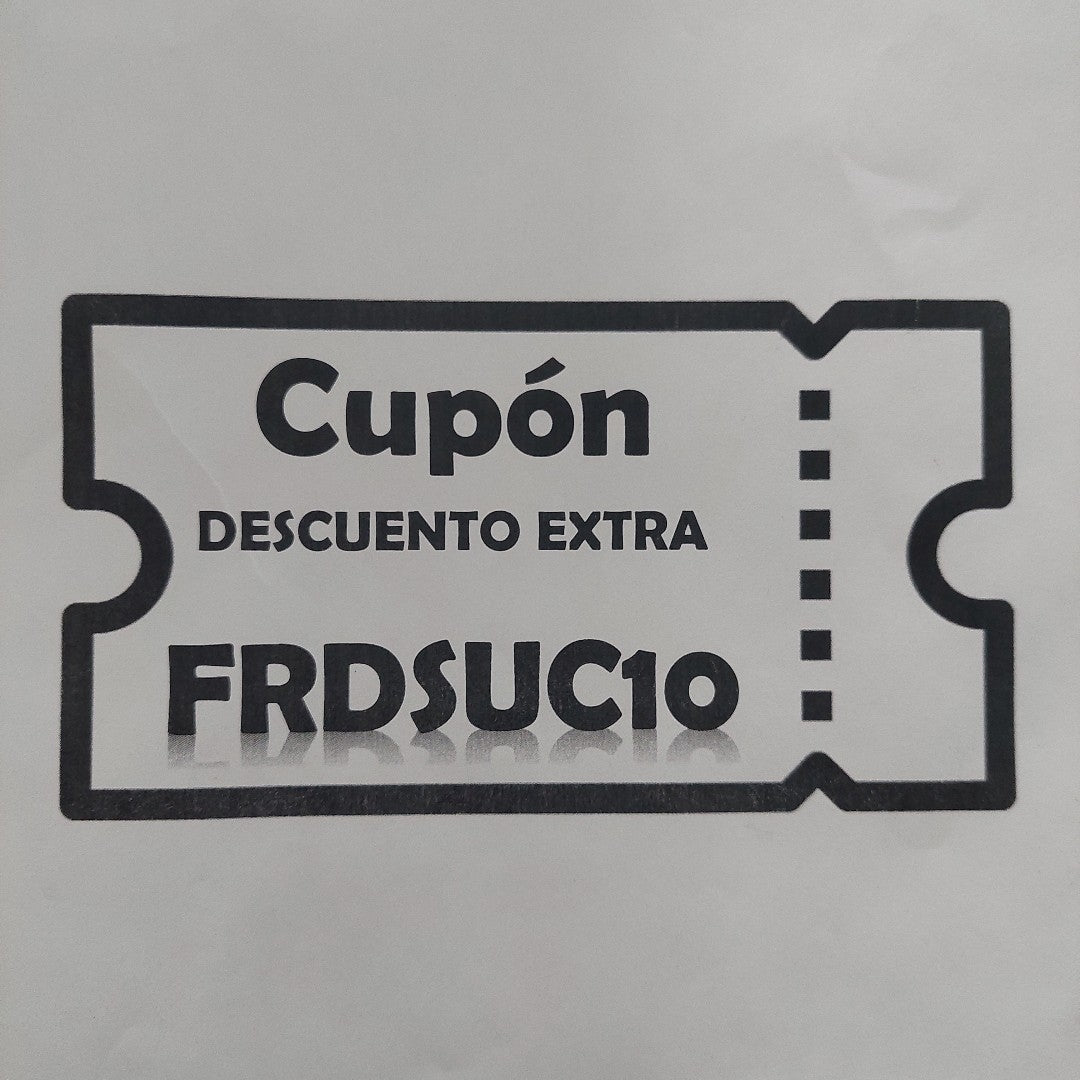 Cupón
DESCUENTO EXTRA
FRDSUC10